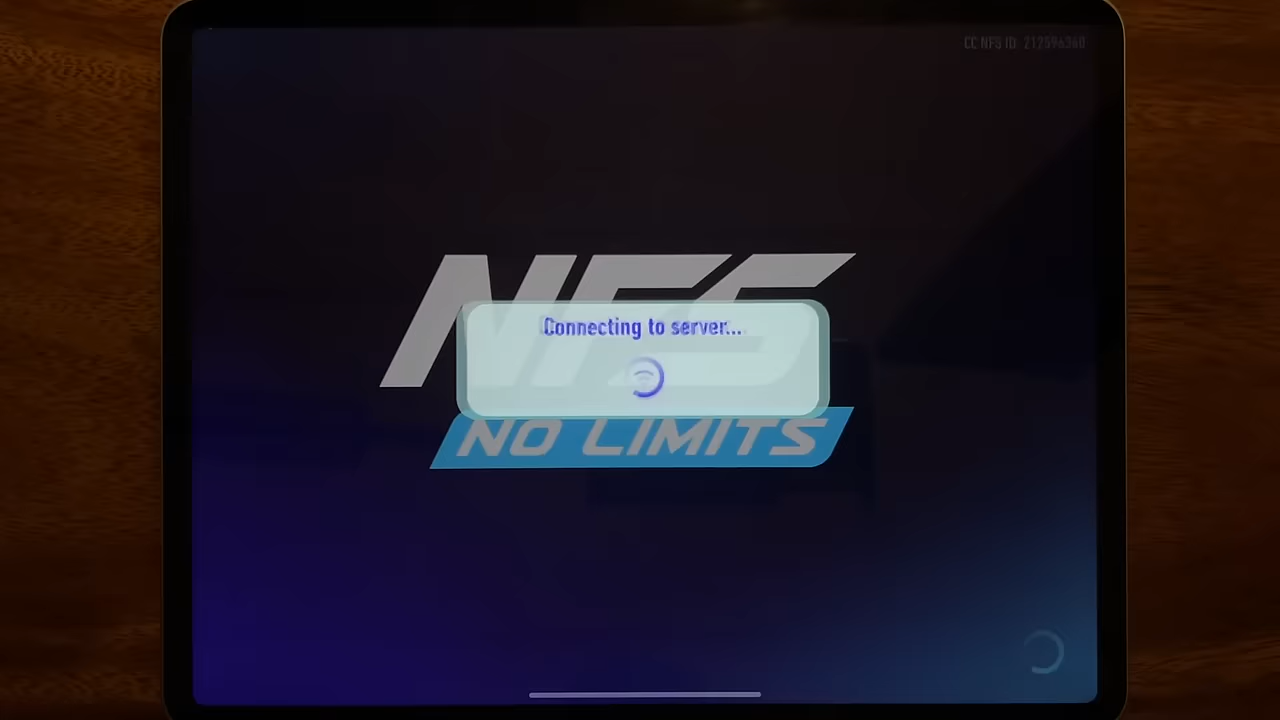 CC NFS ID: 212596360
NFS
Connecting to server...
NO LIMITS